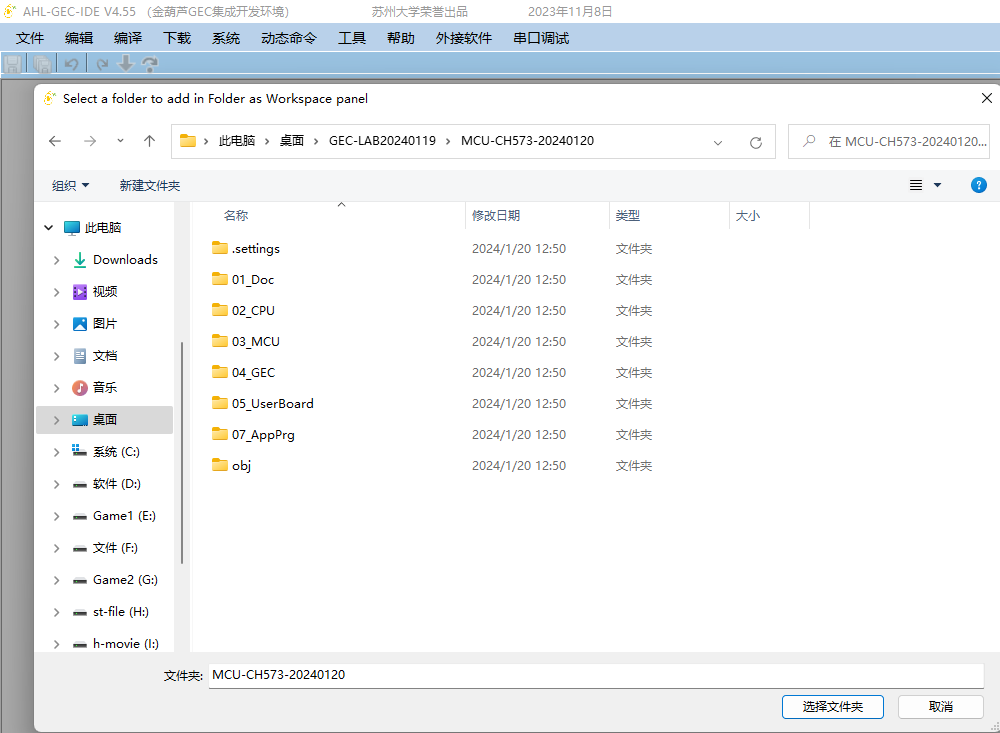 AHL-GEC-IDE V4.55 （金葫芦GEC集成开发环境） 苏州大学荣誉出品 2023年11月8日
文件 编辑 编译 下载 系统 动态命令 工具 帮助 外接软件 串口调试
Select a folder to add in Folder as Workspace panel
此电脑 桌面 GEC-LAB20240119 MCU-CH573-20240120 在 MCU-CH573-20240120...
组织 新建文件夹
名称 修改日期 类型 大小
此电脑
Downloads
视频
图片
文档
音乐
桌面
系统 (C:)
软件 (D:)
Game1 (E:)
文件 (F:)
Game2 (G:)
st-file (H:)
h-movie (I:)
.settings 2024/1/20 12:50 文件夹
01_Doc 2024/1/20 12:50 文件夹
02_CPU 2024/1/20 12:50 文件夹
03_MCU 2024/1/20 12:50 文件夹
04_GEC 2024/1/20 12:50 文件夹
05_UserBoard 2024/1/20 12:50 文件夹
07_AppPrg 2024/1/20 12:50 文件夹
obj 2024/1/20 12:50 文件夹
文件夹: MCU-CH573-20240120
选择文件夹 取消